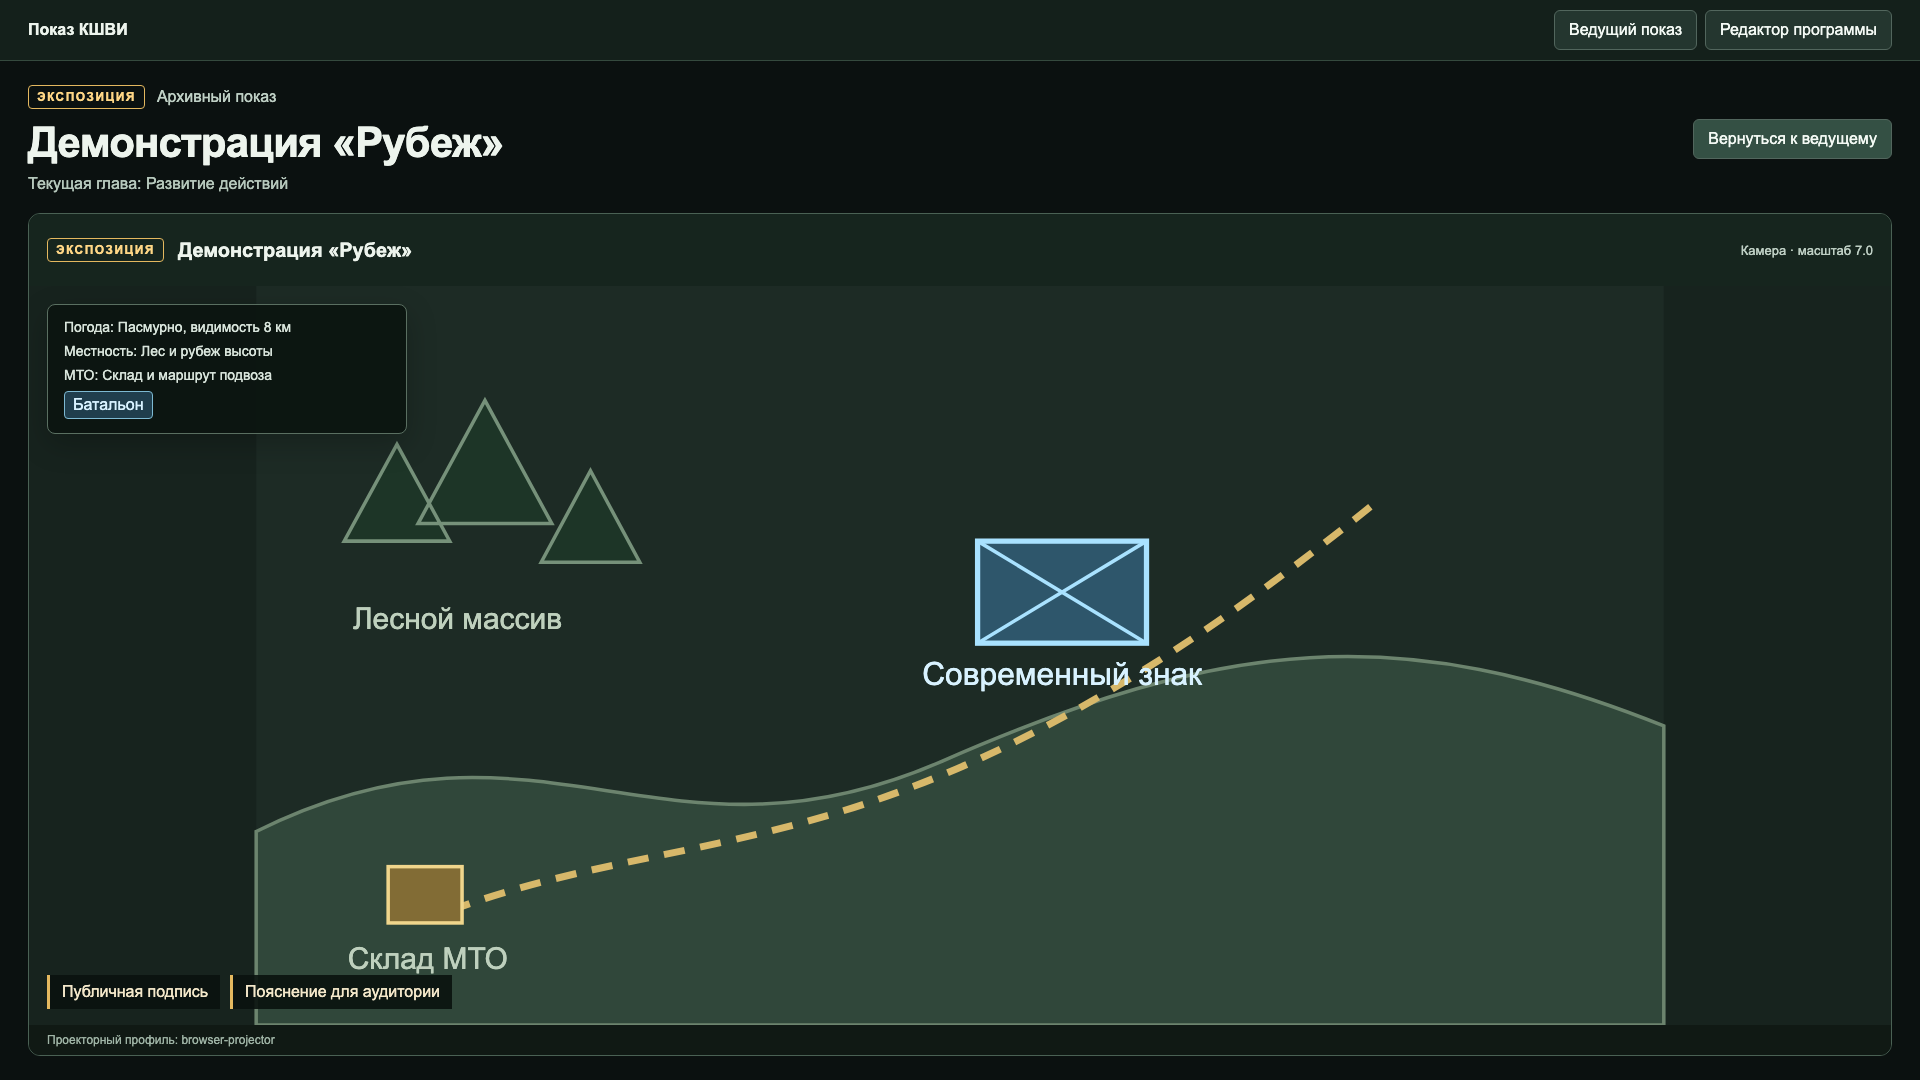 Показ КШВИ
Ведущий показ
Редактор программы
ЭКСПОЗИЦИЯ
Архивный показ
Демонстрация «Рубеж»
Вернуться к ведущему
Текущая глава: Развитие действий
ЭКСПОЗИЦИЯ
Демонстрация «Рубеж»
Камера · масштаб 7.0
Погода: Пасмурно, видимость 8 км
Местность: Лес и рубеж высоты
МТО: Склад и маршрут подвоза
Батальон
Лесной массив
Современный знак
Склад МТО
Публичная подпись
Пояснение для аудитории
Проекторный профиль: browser-projector